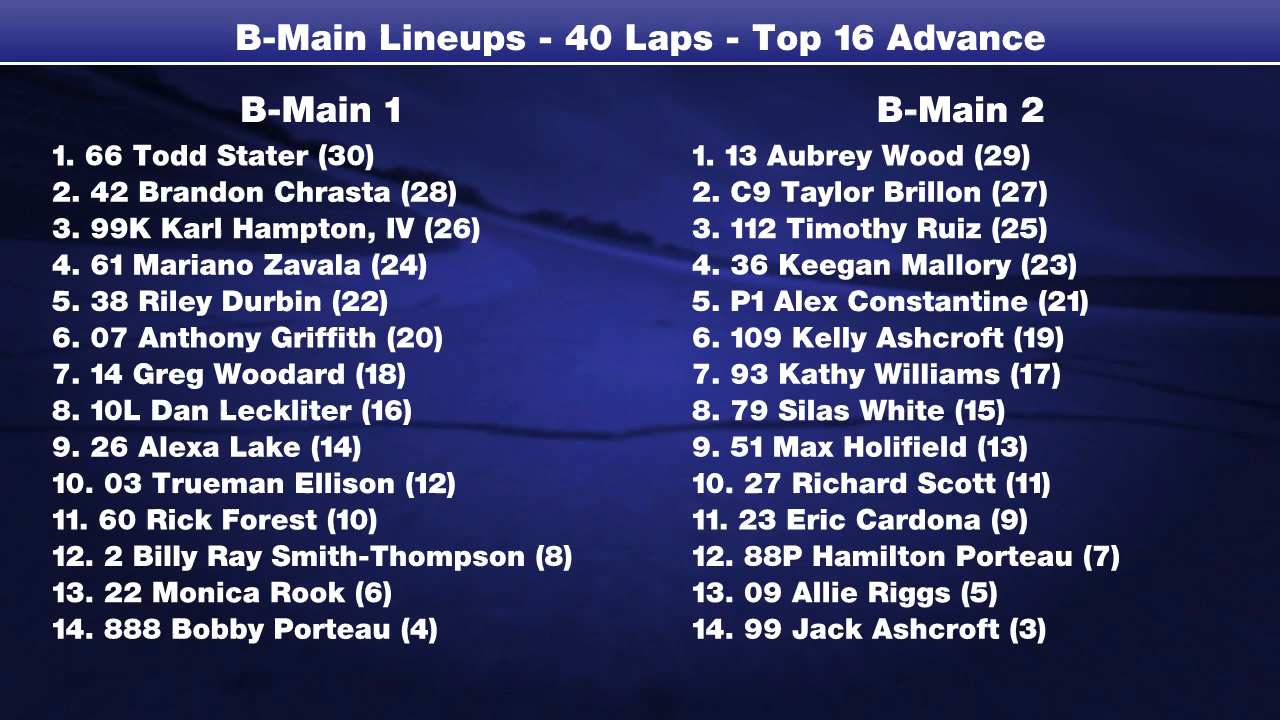 B-Main Lineups - 40 Laps - Top 16 Advance
B-Main 1
1. 66 Todd Stater (30)
2. 42 Brandon Chrasta (28)
3. 99K Karl Hampton, IV (26)
4. 61 Mariano Zavala (24)
5. 38 Riley Durbin (22)
6. 07 Anthony Griffith (20)
7. 14 Greg Woodard (18)
8. 10L Dan Leckliter (16)
9. 26 Alexa Lake (14)
10. 03 Trueman Ellison (12)
11. 60 Rick Forest (10)
12. 2 Billy Ray Smith-Thompson (8)
13. 22 Monica Rook (6)
14. 888 Bobby Porteau (4)
B-Main 2
1. 13 Aubrey Wood (29)
2. C9 Taylor Brillon (27)
3. 112 Timothy Ruiz (25)
4. 36 Keegan Mallory (23)
5. P1 Alex Constantine (21)
6. 109 Kelly Ashcroft (19)
7. 93 Kathy Williams (17)
8. 79 Silas White (15)
9. 51 Max Holifield (13)
10. 27 Richard Scott (11)
11. 23 Eric Cardona (9)
12. 88P Hamilton Porteau (7)
13. 09 Allie Riggs (5)
14. 99 Jack Ashcroft (3)